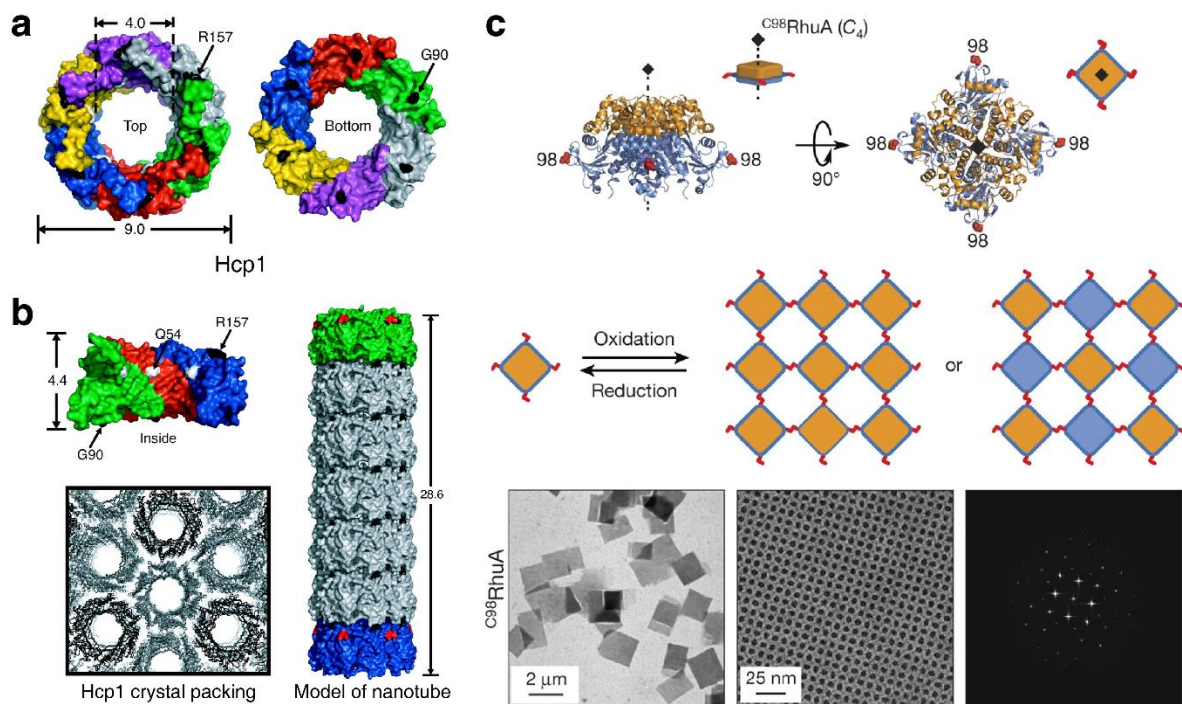 a
4.0
R157
Top
9.0
G90
Bottom
Hcp1
b
Q54
R157
4.4
G90
Inside
Hcp1 crystal packing
28.6
Model of nanotube
c
C98RhuA (C4)
98
98
90°
98
98
98
98
Oxidation
Reduction
or
C98RhuA
2 μm
25 nm